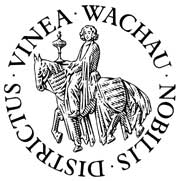 VINEA · WACHAU · NOBILIS · DISTRICTUS ·